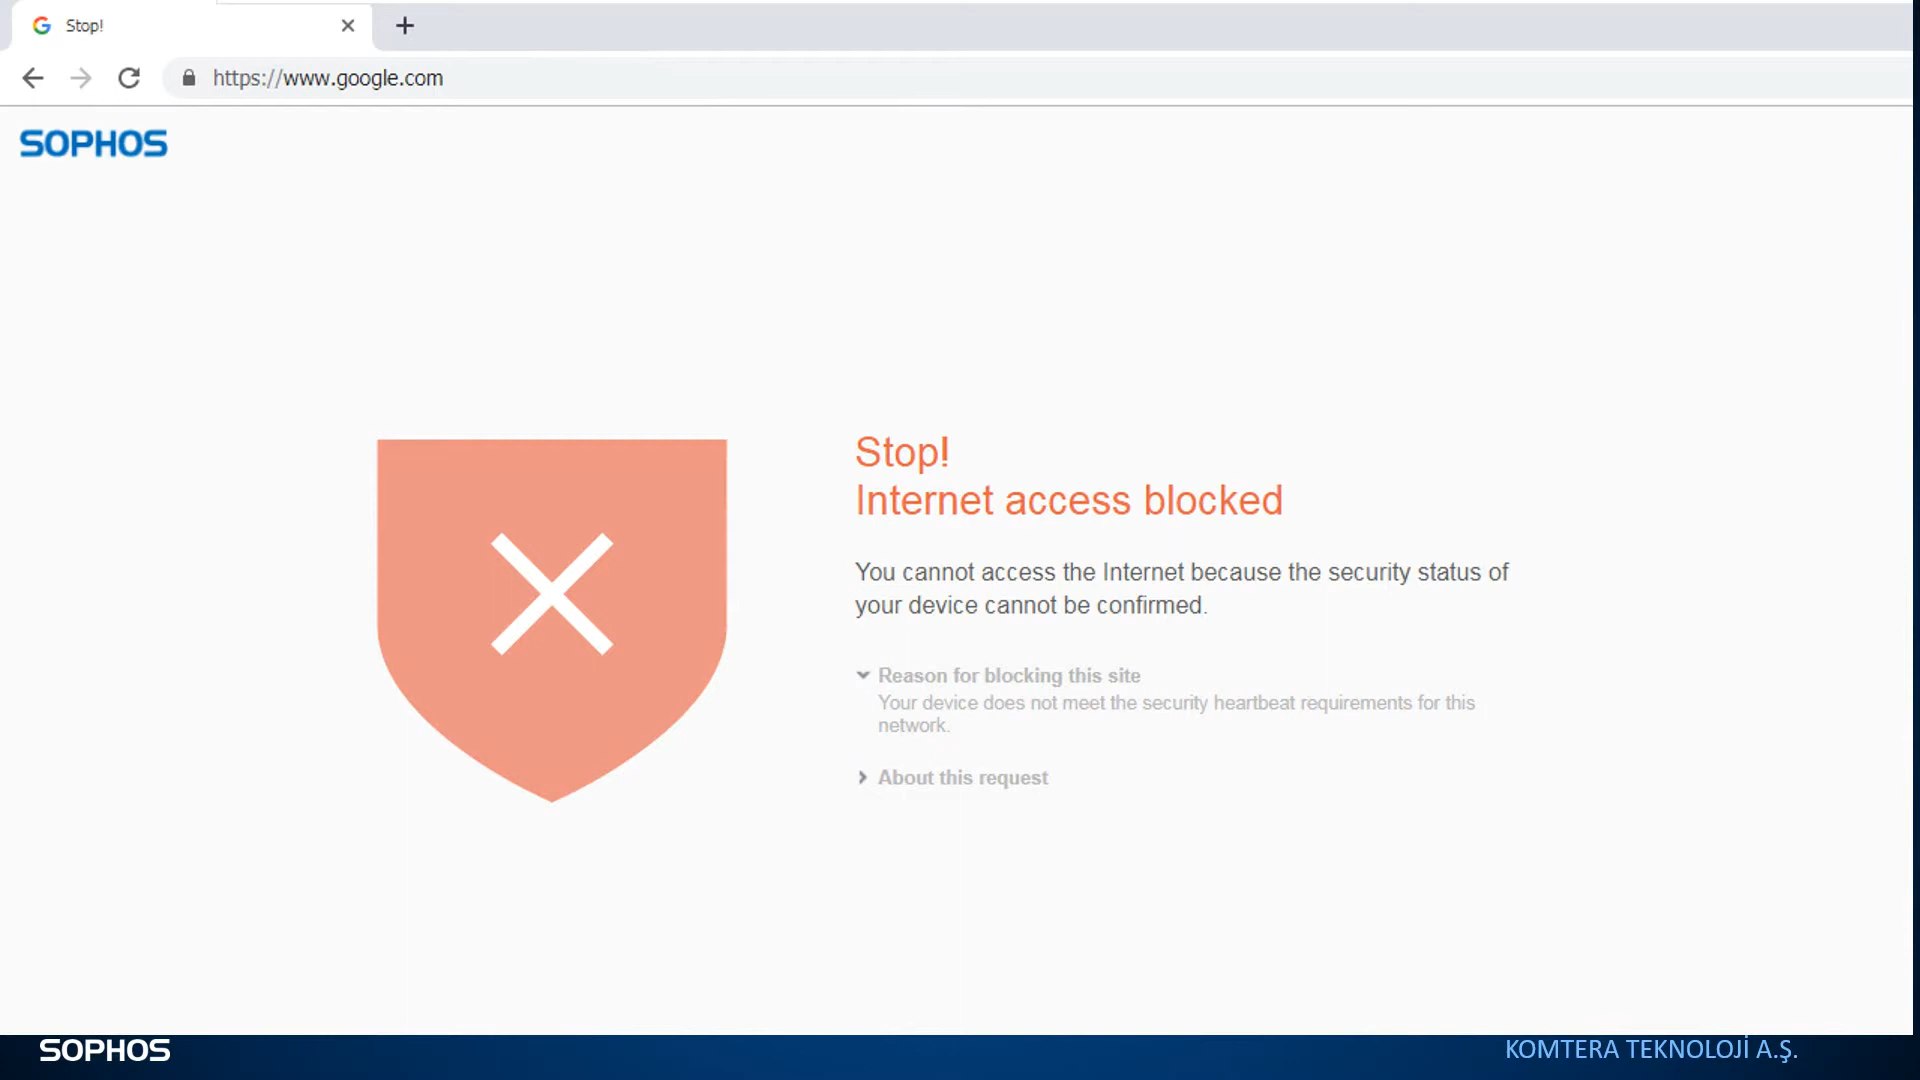 Stop!
https://www.google.com
SOPHOS
Stop!
Internet access blocked
You cannot access the Internet because the security status of
your device cannot be confirmed.
Reason for blocking this site
Your device does not meet the security heartbeat requirements for this
network.
About this request
SOPHOS
KOMTERA TEKNOLOJİ A.Ş.